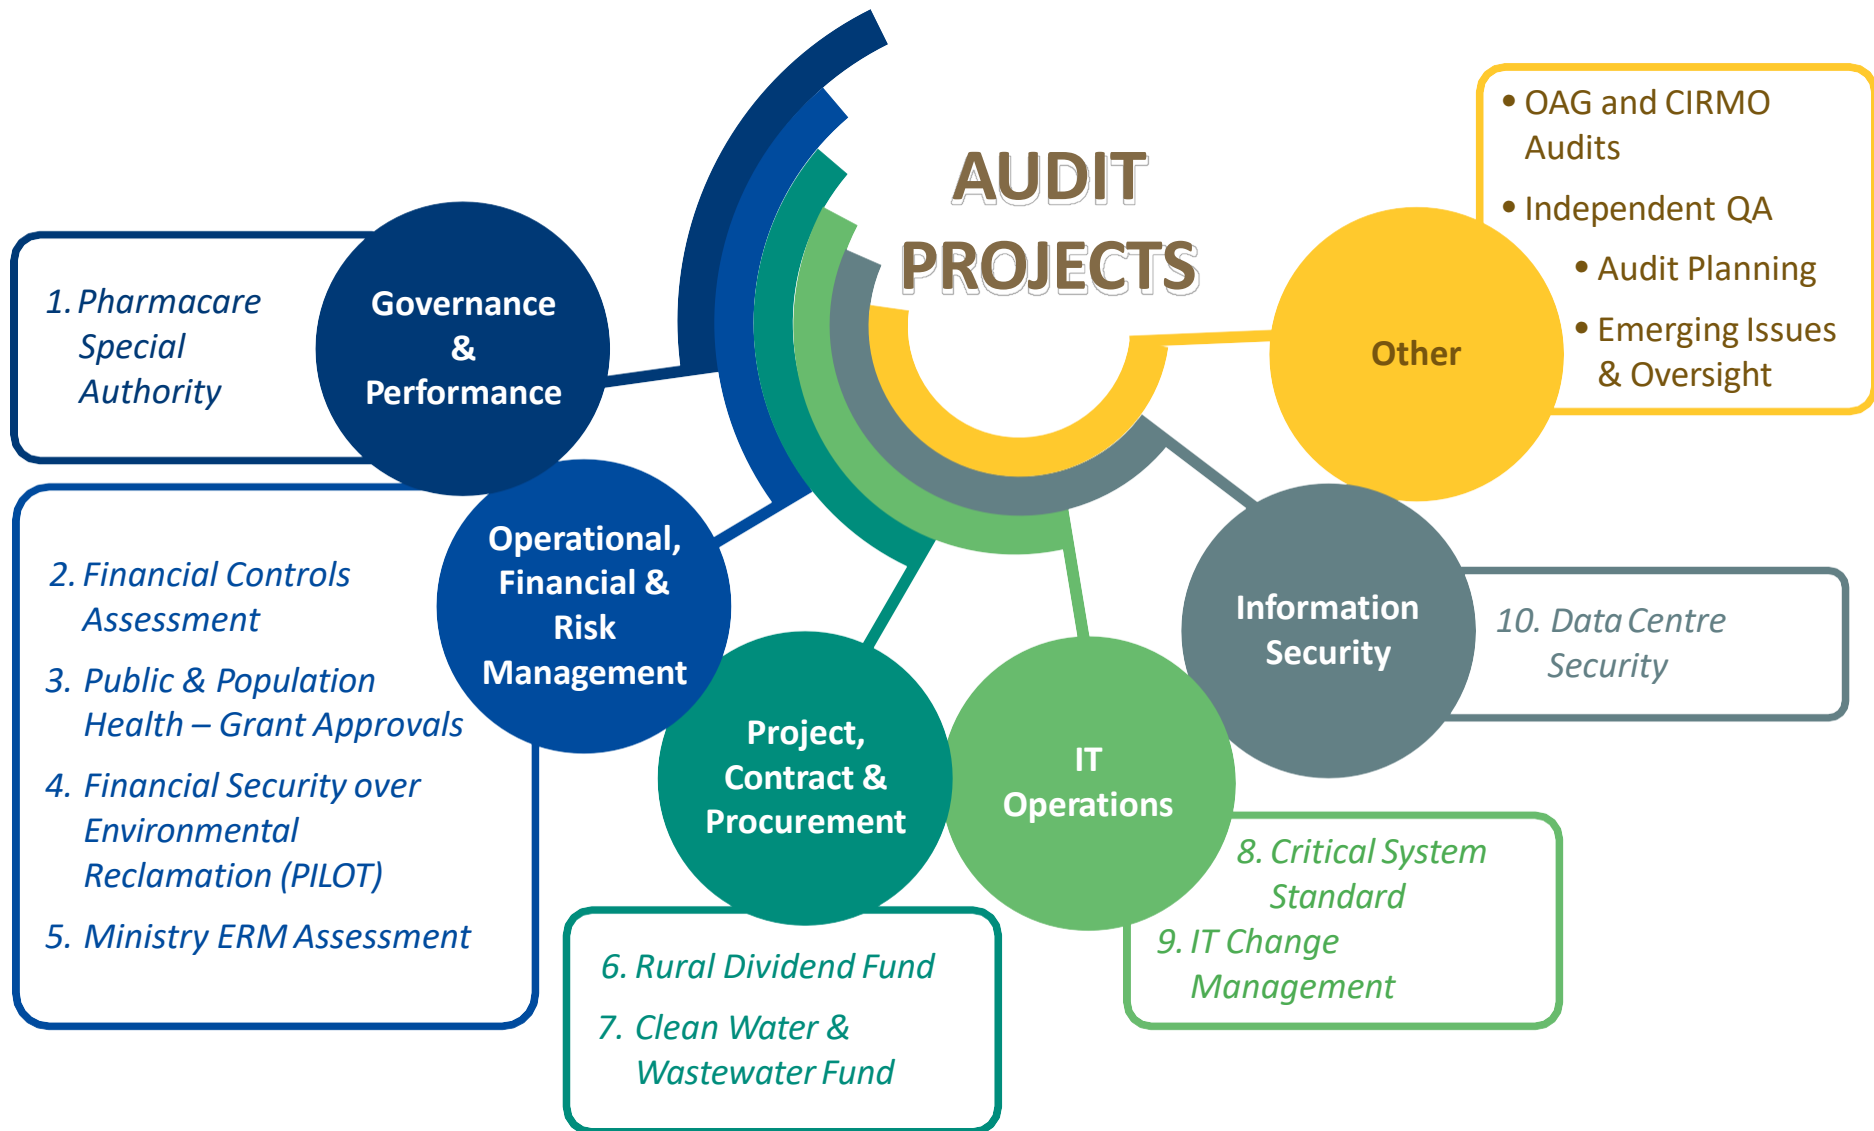 AUDIT
PROJECTS
Governance
&
Performance
1. Pharmacare
Special
Authority
Operational,
Financial &
Risk
Management
2. Financial Controls
Assessment
3. Public & Population
Health – Grant Approvals
4. Financial Security over
Environmental
Reclamation (PILOT)
5. Ministry ERM Assessment
Project,
Contract &
Procurement
6. Rural Dividend Fund
7. Clean Water &
Wastewater Fund
IT
Operations
8. Critical System
Standard
9. IT Change
Management
Information
Security
10. Data Centre
Security
Other
• OAG and CIRMO
Audits
• Independent QA
• Audit Planning
• Emerging Issues
& Oversight